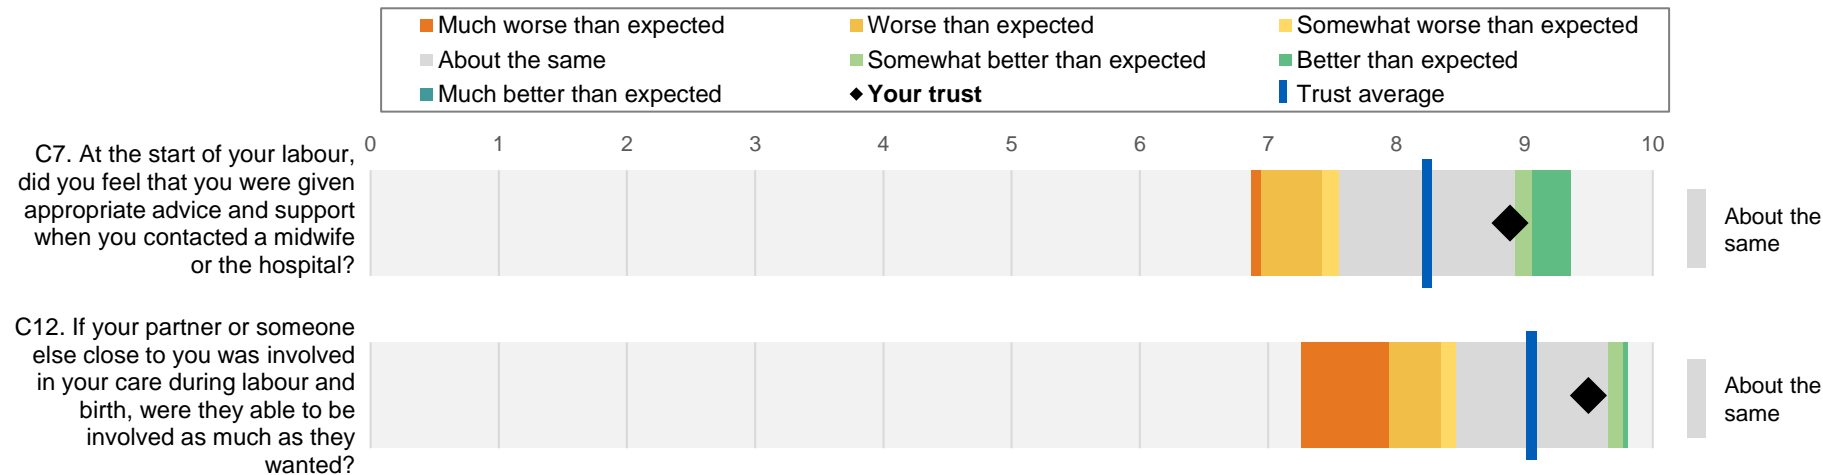 Much worse than expected
Worse than expected
Somewhat worse than expected
About the same
Somewhat better than expected
Better than expected
Much better than expected
Your trust
Trust average
0 1 2 3 4 5 6 7 8 9 10
C7. At the start of your labour,
did you feel that you were given
appropriate advice and support
when you contacted a midwife
or the hospital?
About the
same
C12. If your partner or someone
else close to you was involved
in your care during labour and
birth, were they able to be
involved as much as they
wanted?
About the
same